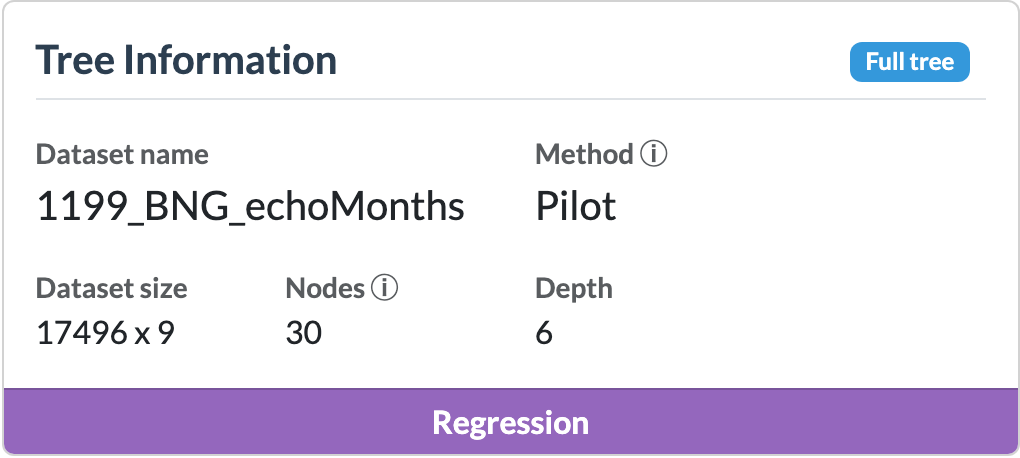 Tree Information
Full tree
Dataset name
Method ⓘ
1199_BNG_echoMonths
Pilot
Dataset size
Nodes ⓘ
Depth
17496 x 9
30
6
Regression